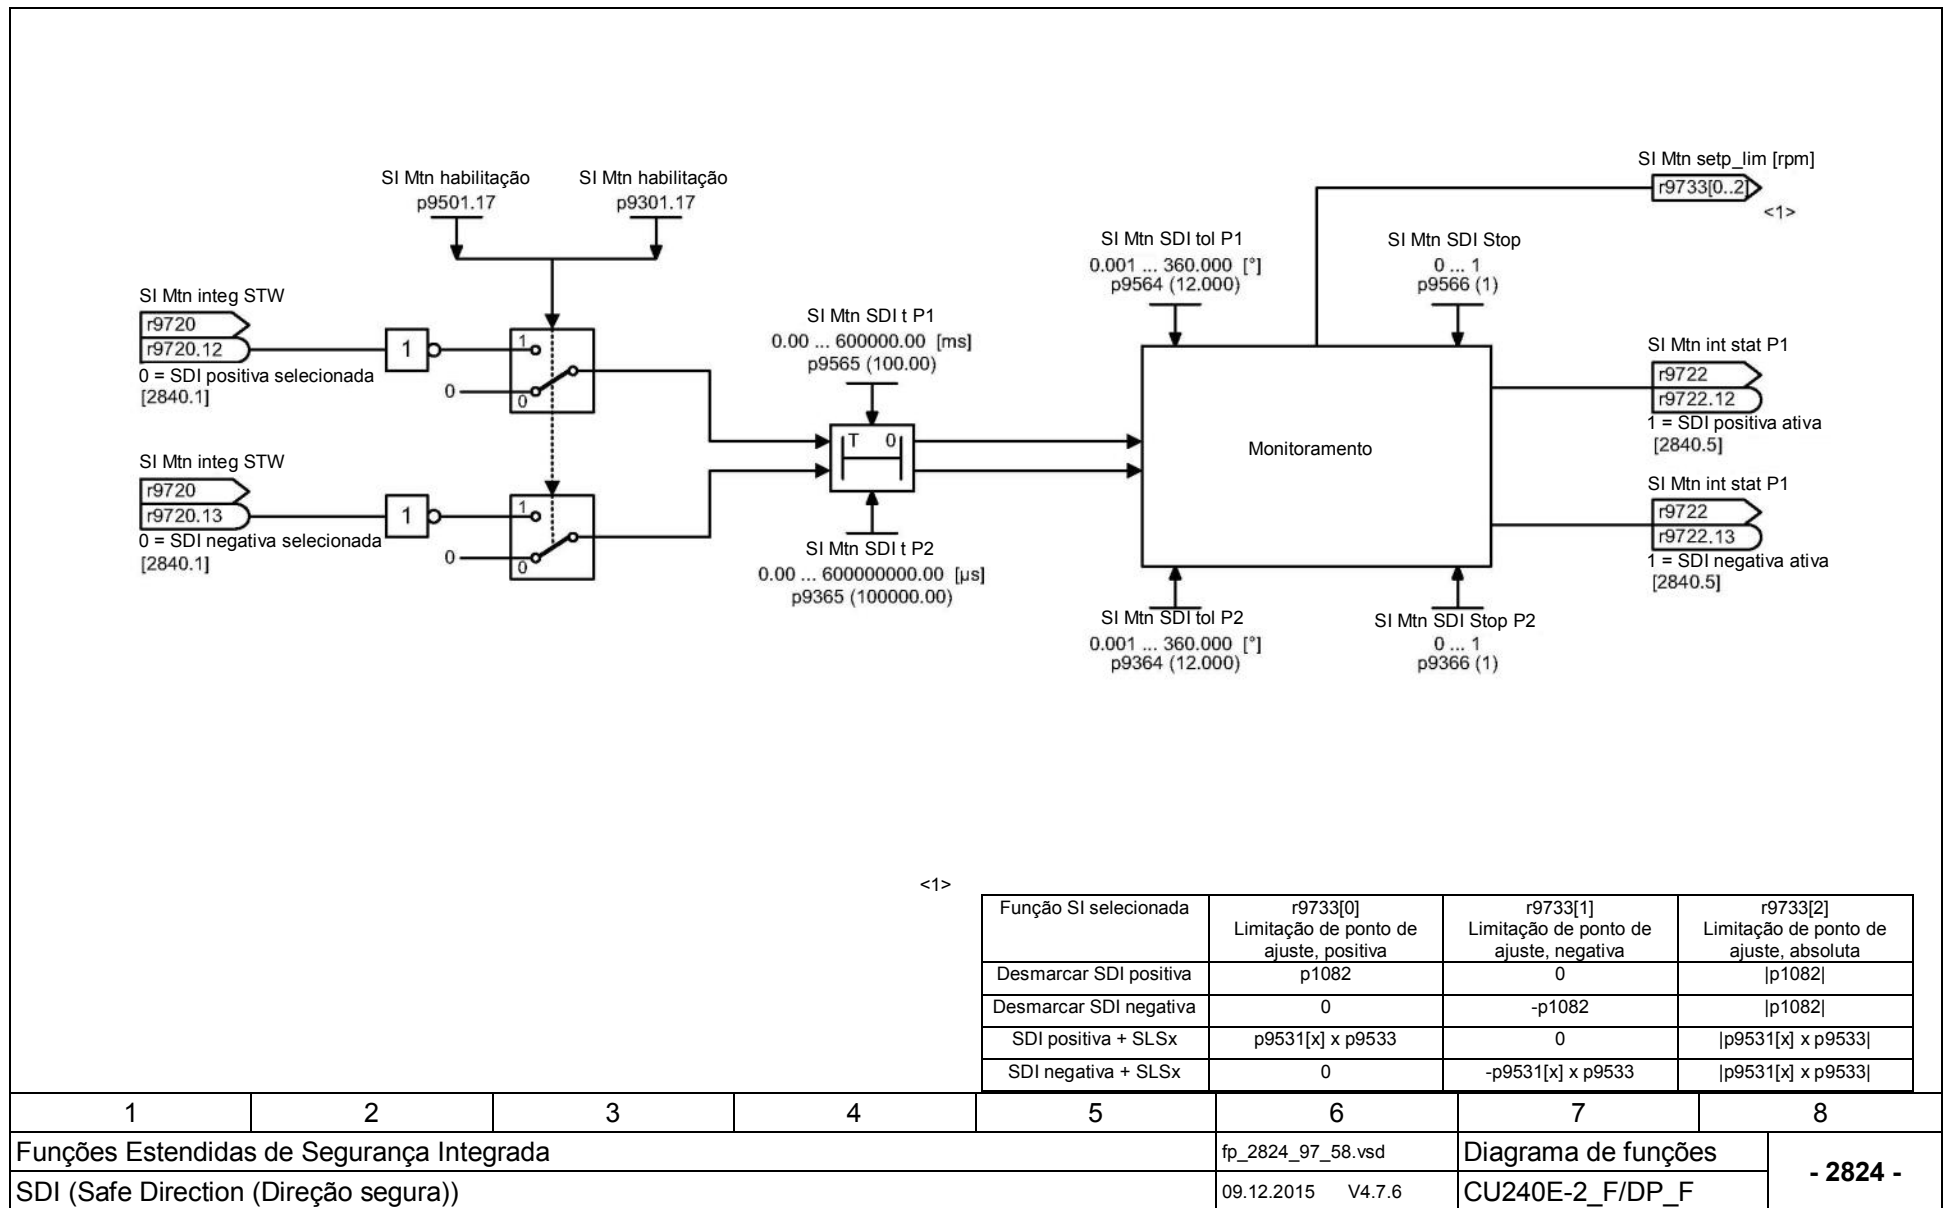 SI Mtn habilitação
p9501.17
SI Mtn habilitação
p9301.17
SI Mtn integ STW
r9720
r9720.12
0 = SDI positiva selecionada
[2840.1]
1
1
0
0
SI Mtn integ STW
r9720
r9720.13
0 = SDI negativa selecionada
[2840.1]
1
1
0
0
SI Mtn SDI t P1
0.00 ... 600000.00 [ms]
p9565 (100.00)
T 0
SI Mtn SDI t P2
0.00 ... 600000000.00 [µs]
p9365 (100000.00)
SI Mtn SDI tol P1
0.001 ... 360.000 [°]
p9564 (12.000)
SI Mtn SDI Stop
0 ... 1
p9566 (1)
Monitoramento
SI Mtn SDI tol P2
0.001 ... 360.000 [°]
p9364 (12.000)
SI Mtn SDI Stop P2
0 ... 1
p9366 (1)
SI Mtn setp_lim [rpm]
r9733[0..2]
<1>
SI Mtn int stat P1
r9722
r9722.12
1 = SDI positiva ativa
[2840.5]
SI Mtn int stat P1
r9722
r9722.13
1 = SDI negativa ativa
[2840.5]
<1>
Função SI selecionada
r9733[0]
Limitação de ponto de
ajuste, positiva
r9733[1]
Limitação de ponto de
ajuste, negativa
r9733[2]
Limitação de ponto de
ajuste, absoluta
Desmarcar SDI positiva p1082 0 |p1082|
Desmarcar SDI negativa 0 -p1082 |p1082|
SDI positiva + SLSx p9531[x] x p9533 0 |p9531[x] x p9533|
SDI negativa + SLSx 0 -p9531[x] x p9533 |p9531[x] x p9533|
1 2 3 4 5 6 7 8
Funções Estendidas de Segurança Integrada fp_2824_97_58.vsd Diagrama de funções
- 2824 -
SDI (Safe Direction (Direção segura)) 09.12.2015 V4.7.6 CU240E-2_F/DP_F